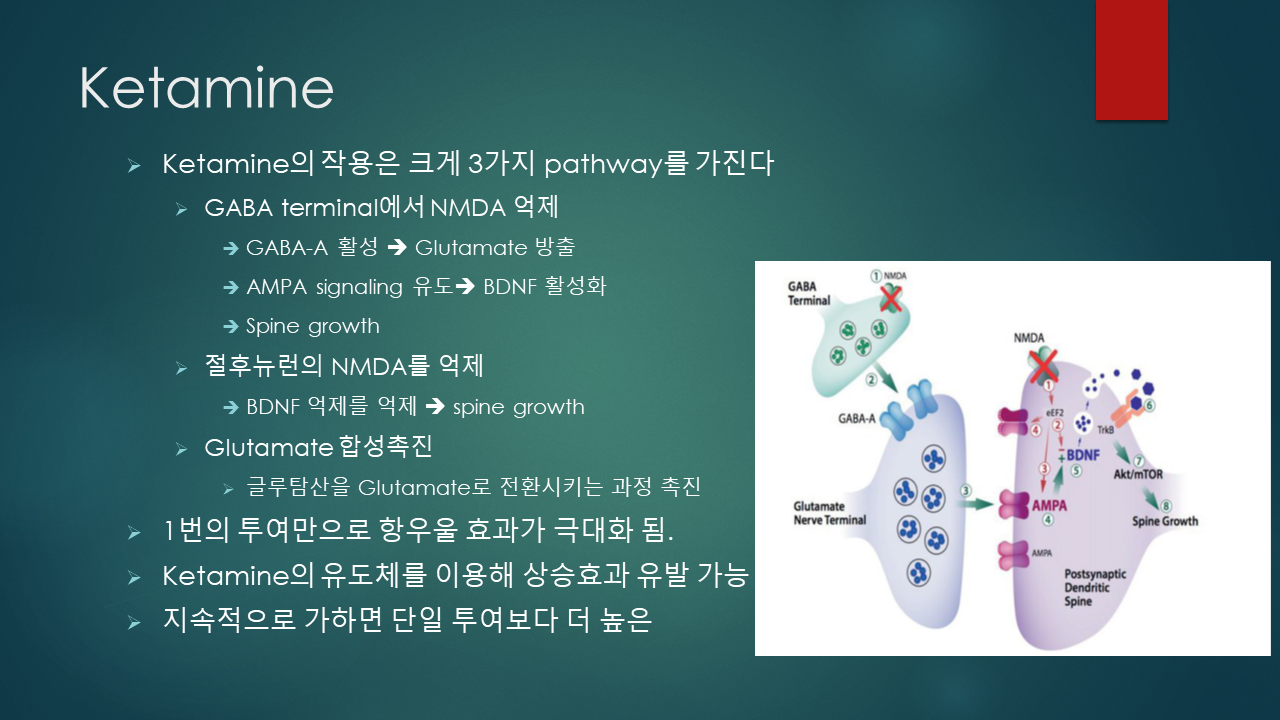 Ketamine
Ketamine의 작용은 크게 3가지 pathway를 가진다
GABA terminal에서 NMDA 억제
GABA-A 활성 ➔ Glutamate 방출
AMPA signaling 유도➔ BDNF 활성화
Spine growth
절후뉴런의 NMDA를 억제
BDNF 억제를 억제 ➔ spine growth
Glutamate 합성촉진
글루탐산을 Glutamate로 전환시키는 과정 촉진
1번의 투여만으로 항우울 효과가 극대화 됨.
Ketamine의 유도체를 이용해 상승효과 유발 가능
지속적으로 가하면 단일 투여보다 더 높은
GABA
Terminal
① NMDA
②
GABA-A
Glutamate
Nerve Terminal
③
NMDA
①
eEF2
④ ②
TrkB
⑥
BDNF
⑤
③
⑦
Akt/mTOR
AMPA
④
⑧
Spine Growth
AMPA
Postsynaptic
Dendritic
Spine